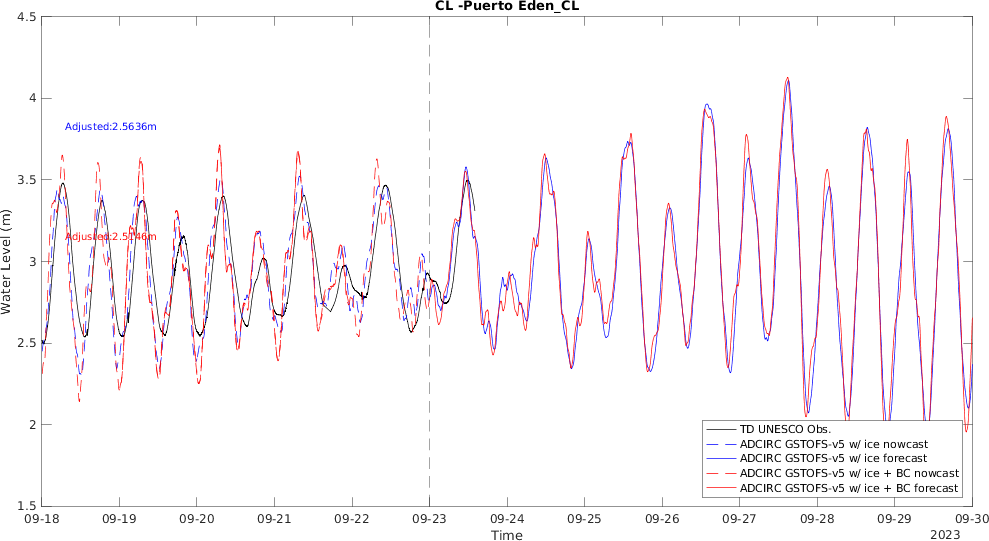 CL -Puerto Eden_CL
Water Level (m)
4.5
4
3.5
3
2.5
2
1.5
Adjusted:2.5636m
Adjusted:2.5146m
TD UNESCO Obs.
ADCIRC GSTOFS-v5 w/ ice nowcast
ADCIRC GSTOFS-v5 w/ ice forecast
ADCIRC GSTOFS-v5 w/ ice + BC nowcast
ADCIRC GSTOFS-v5 w/ ice + BC forecast
09-18 09-19 09-20 09-21 09-22 09-23 09-24 09-25 09-26 09-27 09-28 09-29 09-30
Time
2023